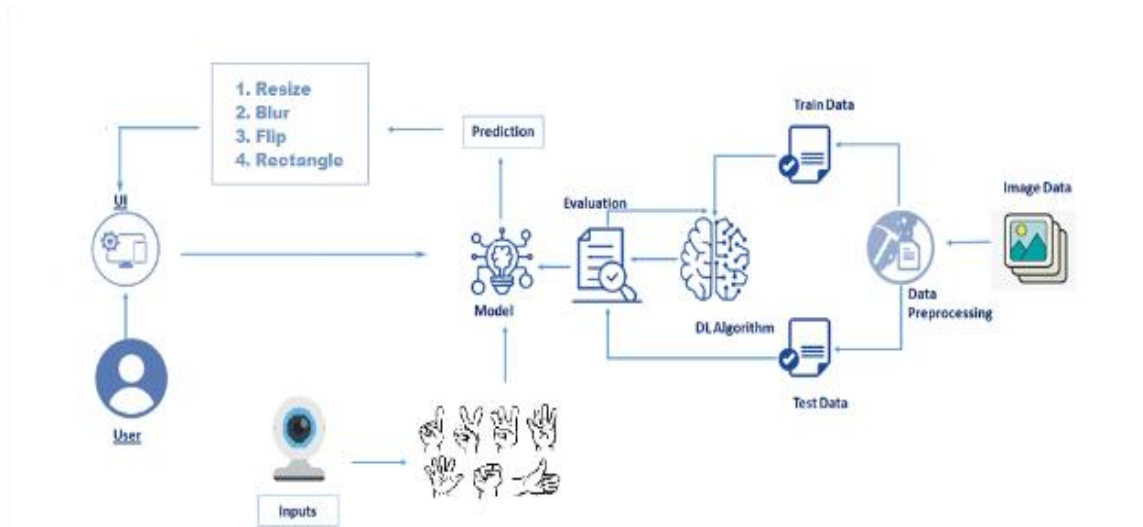 1. Resize
2. Blur
3. Flip
4. Rectangle
Prediction
Train Data
Image Data
UI
Evaluation
Model
DL Algorithm
Data
Preprocessing
User
Test Data
Inputs